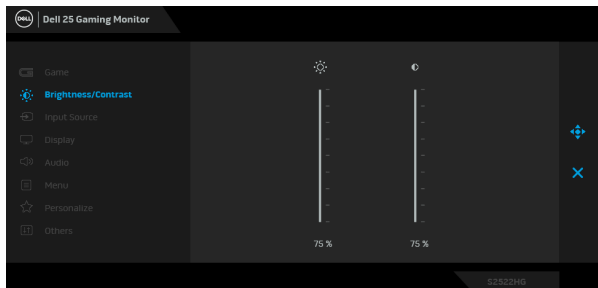 DELL
Dell 25 Gaming Monitor
Game
Brightness/Contrast
Input Source
Display
Audio
Menu
Personalize
Others
75 % 75 %
S2522HG